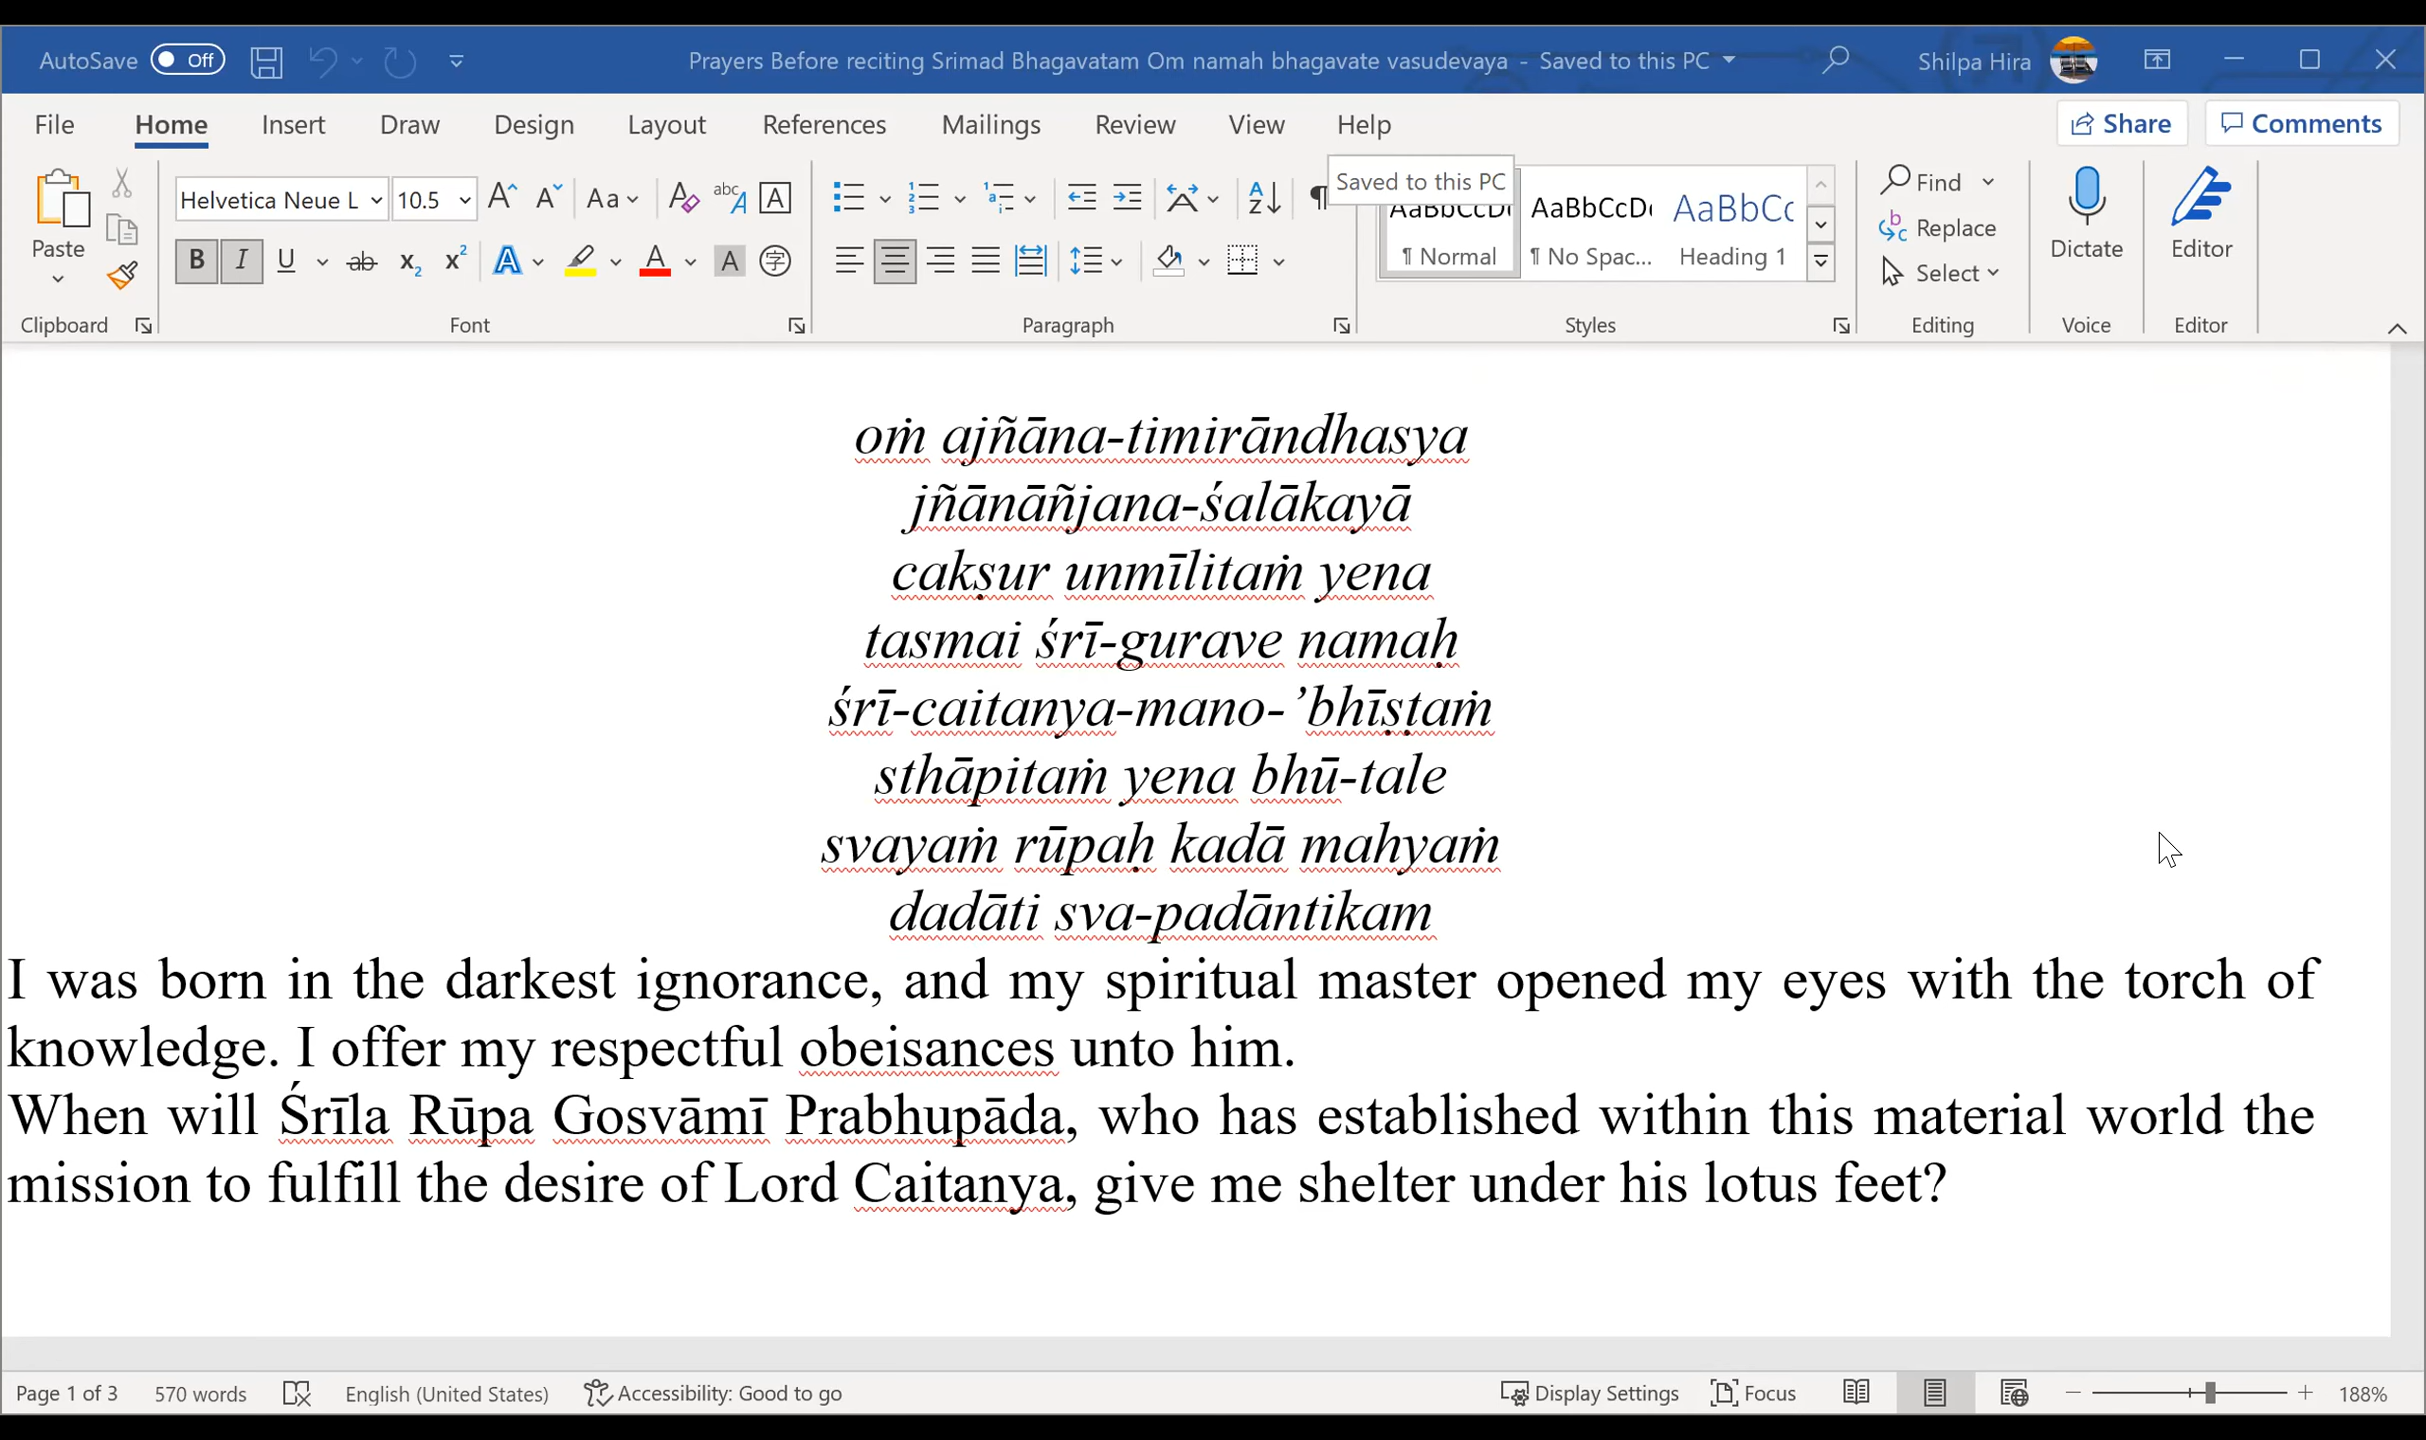 AutoSave Off Prayers Before reciting Srimad Bhagavatam Om namah bhagavate vasudevaya - Saved to this PC Shilpa Hira
File Home Insert Draw Design Layout References Mailings Review View Help Share Comments
Saved to this PC
Paste
Helvetica Neue L 10.5
AaBbCcDc ¶ Normal
AaBbCcDc ¶ No Spac...
AaBbCc Heading 1
Find
Replace
Select
Dictate
Editor
Clipboard Font Paragraph Styles Editing Voice Editor
oṁ ajñāna-timirāndhasya
jñānāñjana-śalākayā
cakṣur unmīlitaṁ yena
tasmai śrī-gurave namaḥ
śrī-caitanya-mano-’bhīṣṭaṁ
sthāpitaṁ yena bhū-tale
svayaṁ rūpaḥ kadā mahyaṁ
dadāti sva-padāntikam
I was born in the darkest ignorance, and my spiritual master opened my eyes with the torch of
knowledge. I offer my respectful obeisances unto him.
When will Śrīla Rūpa Gosvāmī Prabhupāda, who has established within this material world the
mission to fulfill the desire of Lord Caitanya, give me shelter under his lotus feet?
Page 1 of 3 570 words English (United States) Accessibility: Good to go Display Settings Focus 188%